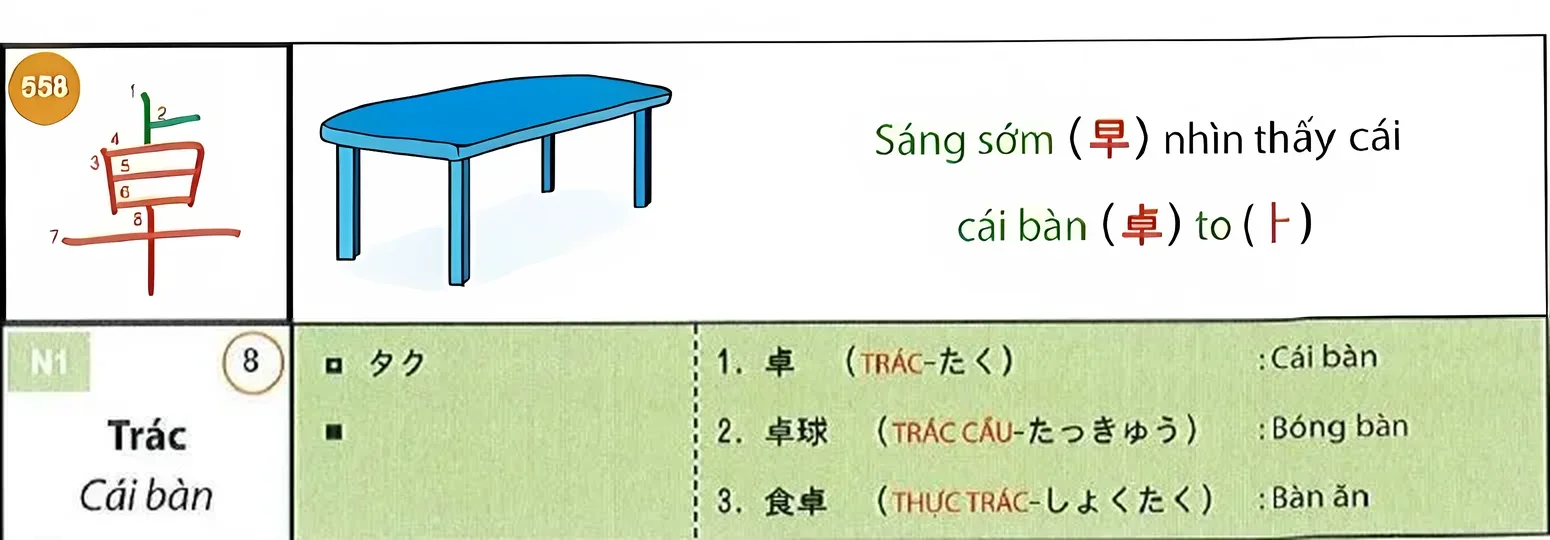 558
卓
1
2
3
4
5
6
7
8
Sáng sớm (早) nhìn thấy cái
cái bàn (卓) to (⺊)
N1
8
Trác
Cái bàn
タク
1. 卓 (TRÁC-たく) : Cái bàn
2. 卓球 (TRÁC CẦU-たっきゅう) : Bóng bàn
3. 食卓 (THỰC TRÁC-しょくたく) : Bàn ăn